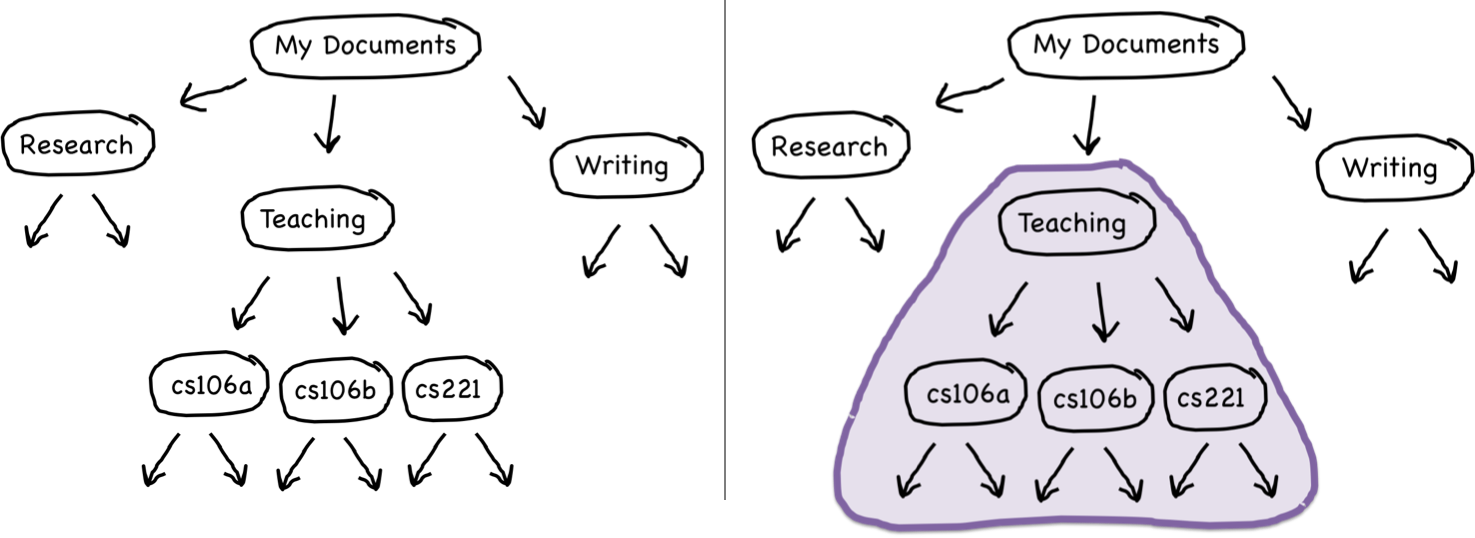 My Documents
Research
Writing
Teaching
cs106a
cs106b
cs221
My Documents
Research
Writing
Teaching
cs106a
cs106b
cs221